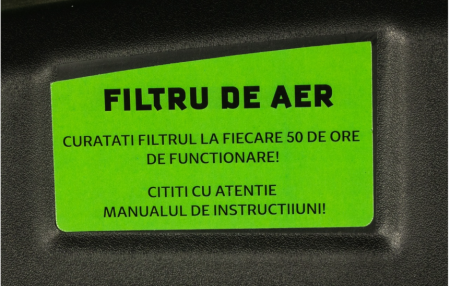 FILTRU DE AER
CURATATI FILTRUL LA FIECARE 50 DE ORE
DE FUNCTIONARE!
CITITI CU ATENTIE
MANUALUL DE INSTRUCTIIUNI!